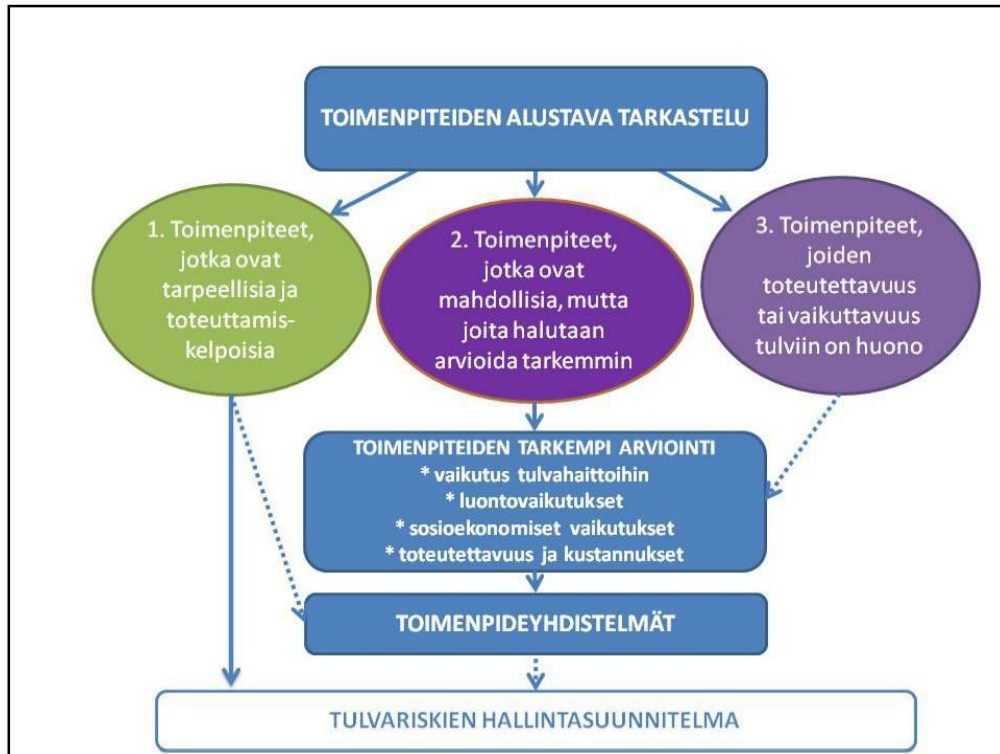 TOIMENPITEIDEN ALUSTAVA TARKASTELU
1. Toimenpiteet,
jotka ovat
tarpeellisia ja
toteuttamis-
kelpoisia
2. Toimenpiteet,
jotka ovat
mahdollisia, mutta
joita halutaan
arvioida tarkemmin
3. Toimenpiteet,
joiden
toteutettavuus
tai vaikuttavuus
tulviin on huono
TOIMENPITEIDEN TARKEMPI ARVIOINTI
* vaikutus tulvahaittoihin
* luontovaikutukset
* sosioekonomiset vaikutukset
* toteutettavuus ja kustannukset
TOIMENPIDEYHDISTELMÄT
TULVARISKIEN HALLINTASUUNNITELMA